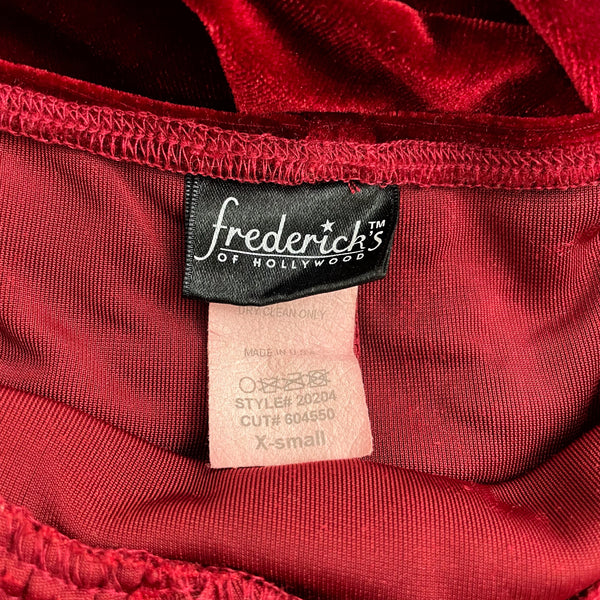 frederick's™
OF HOLLYWOOD
DRY CLEAN ONLY
MADE IN U.S.A.
STYLE# 20204
CUT# 604550
X-small